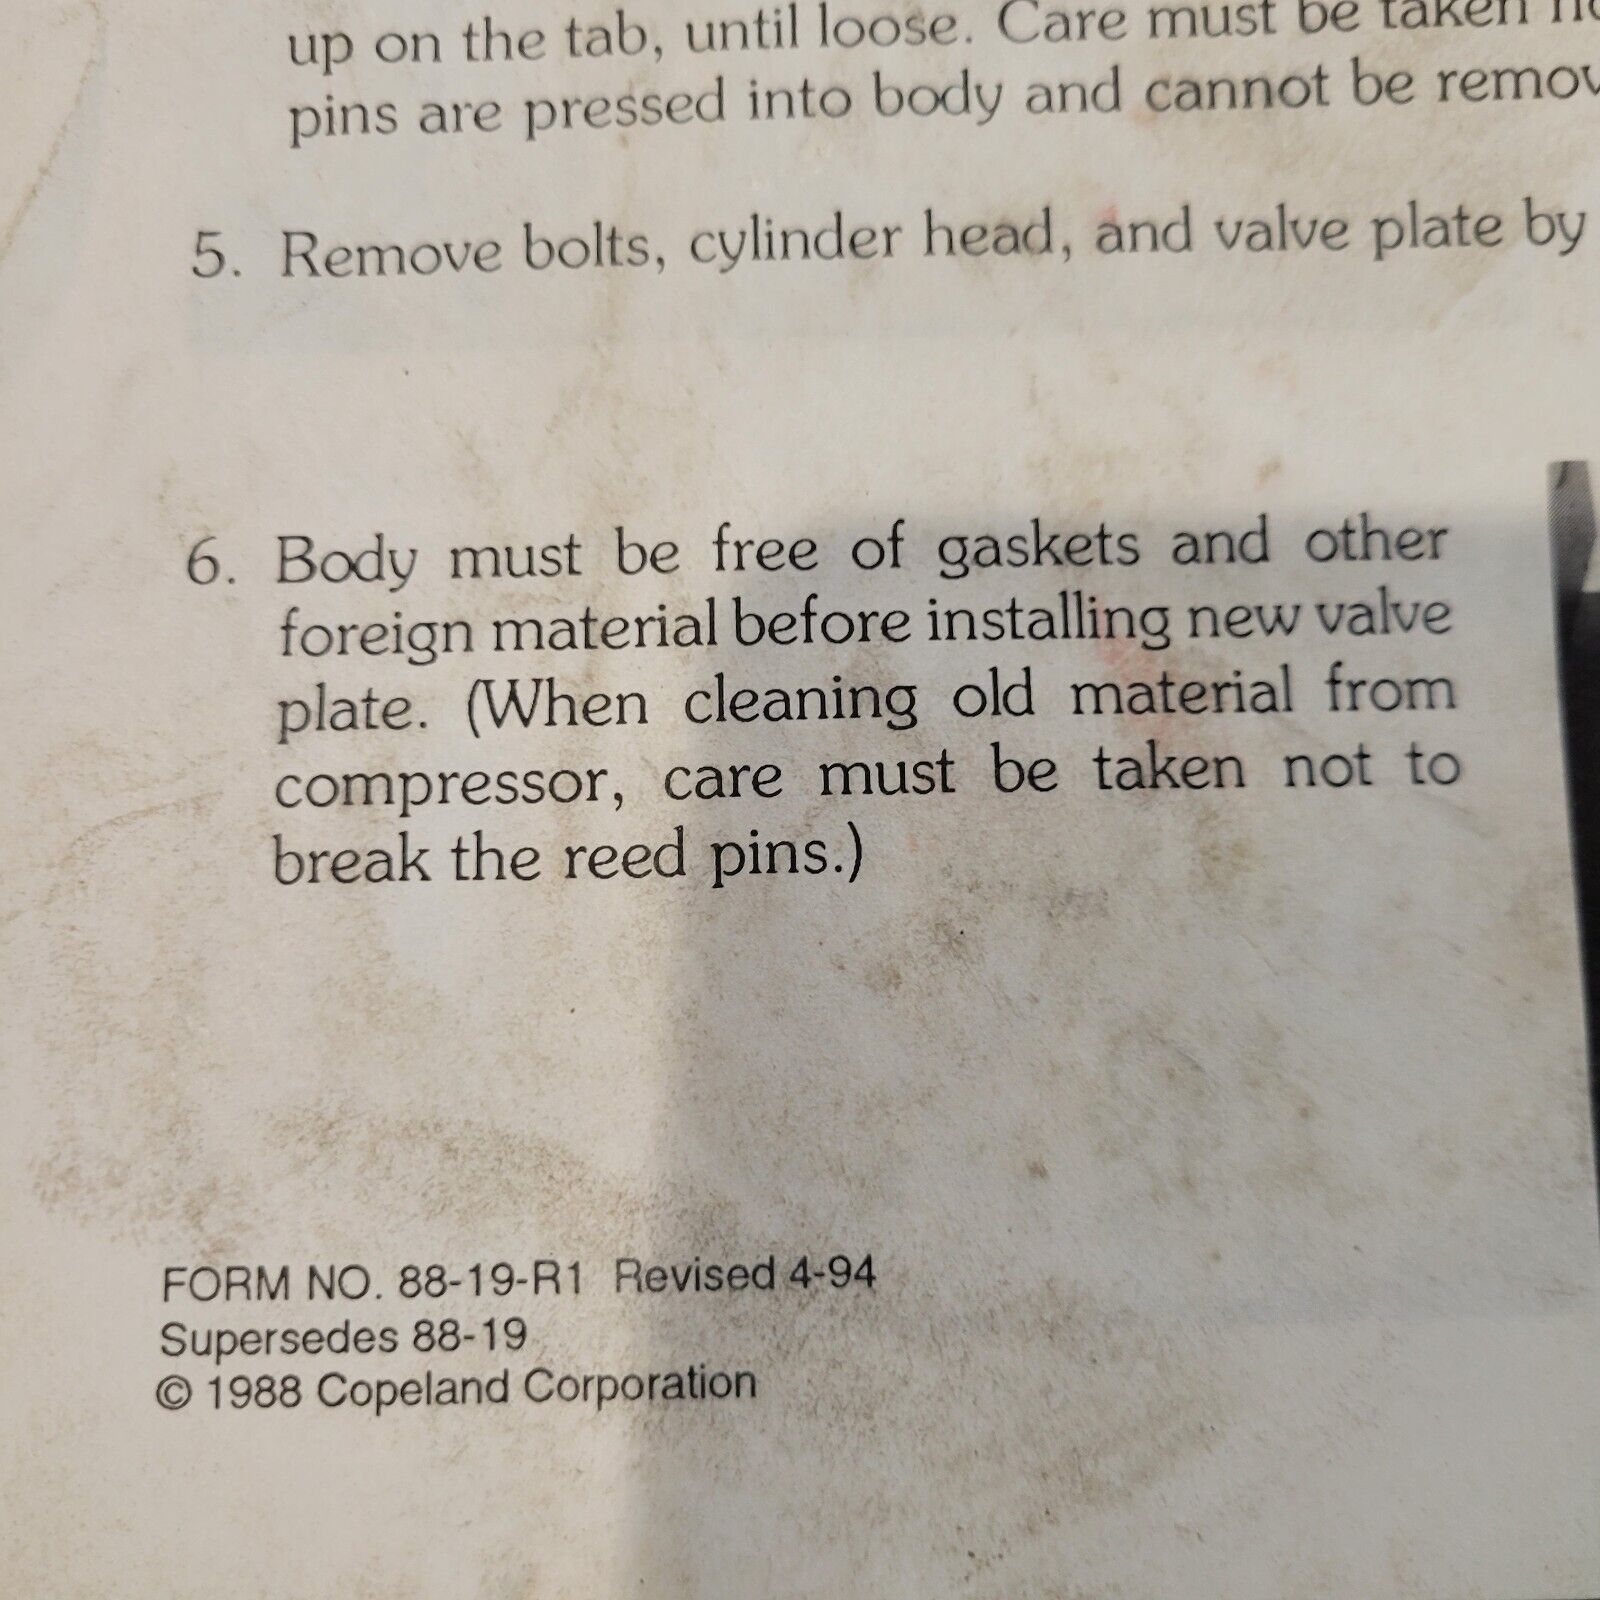 up on the tab, until loose. Care must be taken
pins are pressed into body and cannot be
5. Remove bolts, cylinder head, and valve plate by
6. Body must be free of gaskets and other
foreign material before installing new valve
plate. (When cleaning old material from
compressor, care must be taken not to
break the reed pins.)
FORM NO. 88-19-R1 Revised 4-94
Supersedes 88-19
© 1988 Copeland Corporation